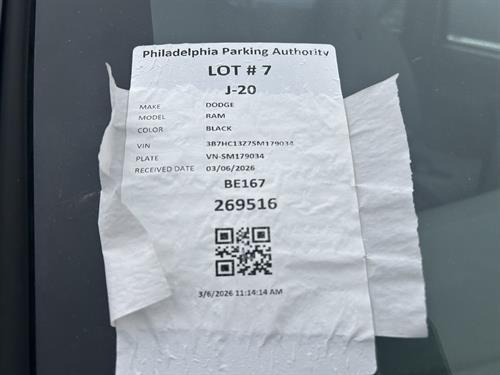 Philadelphia Parking Authority
LOT # 7
J-20
MAKE DODGE
MODEL RAM
COLOR BLACK
VIN 3B7HC13Z7SM179034
PLATE VN-SM179034
RECEIVED DATE 03/06/2026
BE167
269516
3/6/2026 11:14:14 AM